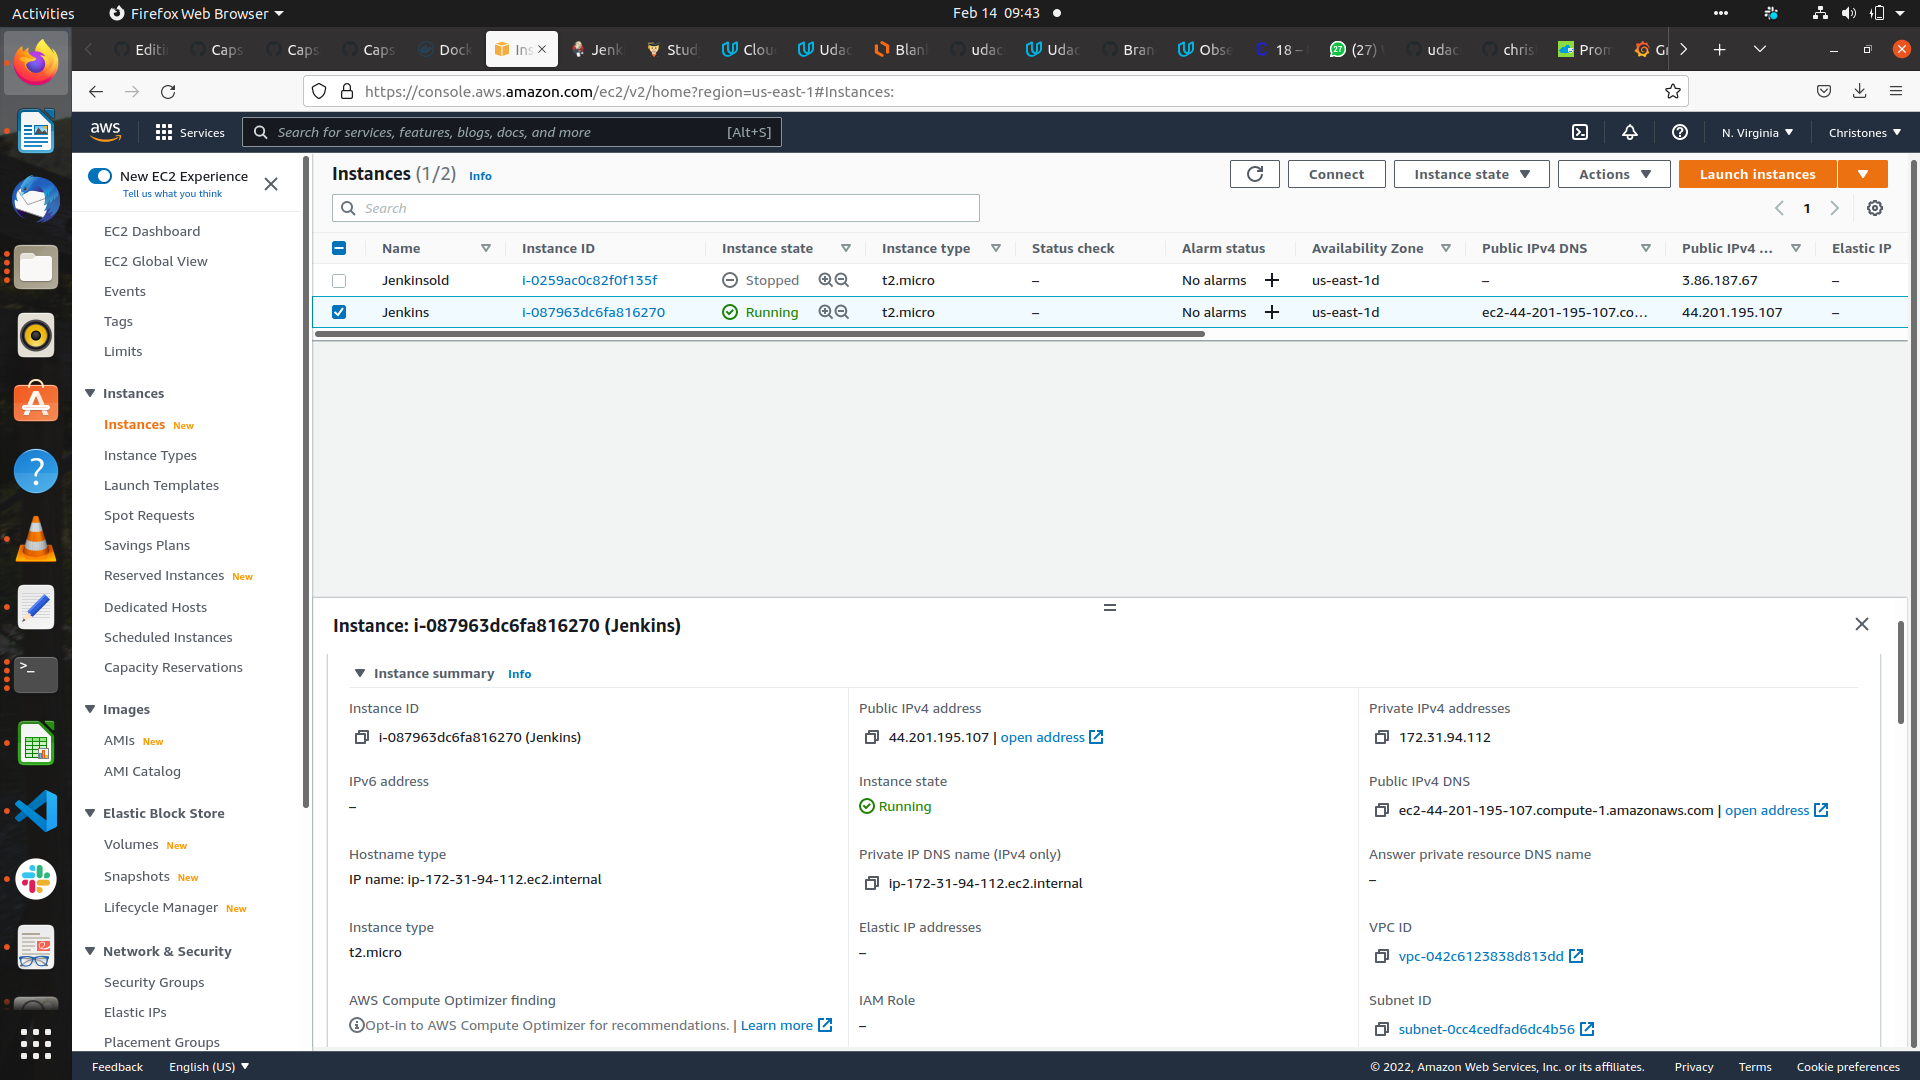 Activities
Firefox Web Browser
Feb 14 09:43
Editi
Caps
Caps
Caps
Dock
Ins
Jenk
Stud
Clou
Udac
Blan
udac
Udac
Bran
Obse
18 –
(27)
udac
chris
Prom
Gr
https://console.aws.amazon.com/ec2/v2/home?region=us-east-1#Instances:
aws
Services
Search for services, features, blogs, docs, and more
[Alt+S]
N. Virginia
Christones
New EC2 Experience
Tell us what you think
EC2 Dashboard
EC2 Global View
Events
Tags
Limits
Instances
Instances New
Instance Types
Launch Templates
Spot Requests
Savings Plans
Reserved Instances New
Dedicated Hosts
Scheduled Instances
Capacity Reservations
Images
AMIs New
AMI Catalog
Elastic Block Store
Volumes New
Snapshots New
Lifecycle Manager New
Network & Security
Security Groups
Elastic IPs
Placement Groups
Instances (1/2) Info
Connect
Instance state
Actions
Launch instances
Search
1
Name Instance ID Instance state Instance type Status check Alarm status Availability Zone Public IPv4 DNS Public IPv4 ... Elastic IP
Jenkinsold i-0259ac0c82f0f135f Stopped t2.micro – No alarms + us-east-1d – 3.86.187.67 –
Jenkins i-087963dc6fa816270 Running t2.micro – No alarms + us-east-1d ec2-44-201-195-107.co... 44.201.195.107 –
Instance: i-087963dc6fa816270 (Jenkins)
Instance summary Info
Instance ID
i-087963dc6fa816270 (Jenkins)
Public IPv4 address
44.201.195.107 | open address
Private IPv4 addresses
172.31.94.112
IPv6 address
–
Instance state
Running
Public IPv4 DNS
ec2-44-201-195-107.compute-1.amazonaws.com | open address
Hostname type
IP name: ip-172-31-94-112.ec2.internal
Private IP DNS name (IPv4 only)
ip-172-31-94-112.ec2.internal
Answer private resource DNS name
–
Instance type
t2.micro
Elastic IP addresses
–
VPC ID
vpc-042c6123838d813dd
AWS Compute Optimizer finding
Opt-in to AWS Compute Optimizer for recommendations. | Learn more
IAM Role
–
Subnet ID
subnet-0cc4cedfad6dc4b56
Feedback
English (US)
© 2022, Amazon Web Services, Inc. or its affiliates.
Privacy
Terms
Cookie preferences